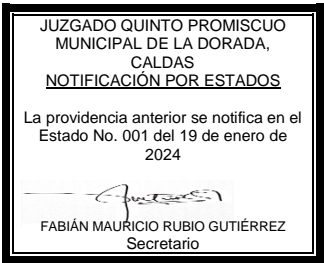 JUZGADO QUINTO PROMISCUO
MUNICIPAL DE LA DORADA,
CALDAS
NOTIFICACIÓN POR ESTADOS
La providencia anterior se notifica en el
Estado No. 001 del 19 de enero de
2024
FABIÁN MAURICIO RUBIO GUTIÉRREZ
Secretario